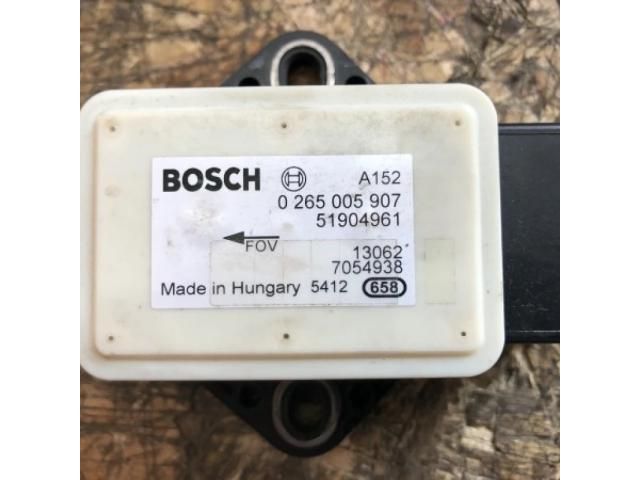 BOSCH A152
0 265 005 907
51904961
FOV
13062
7054938
Made in Hungary 5412 658